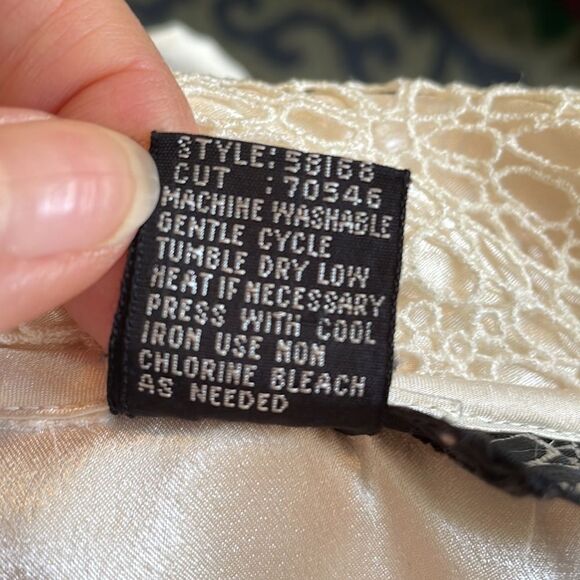 STYLE: 58168
CUT : 70546
MACHINE WASHABLE
GENTLE CYCLE
TUMBLE DRY LOW
HEAT IF NECESSARY
PRESS WITH COOL
IRON USE NON
CHLORINE BLEACH
AS NEEDED